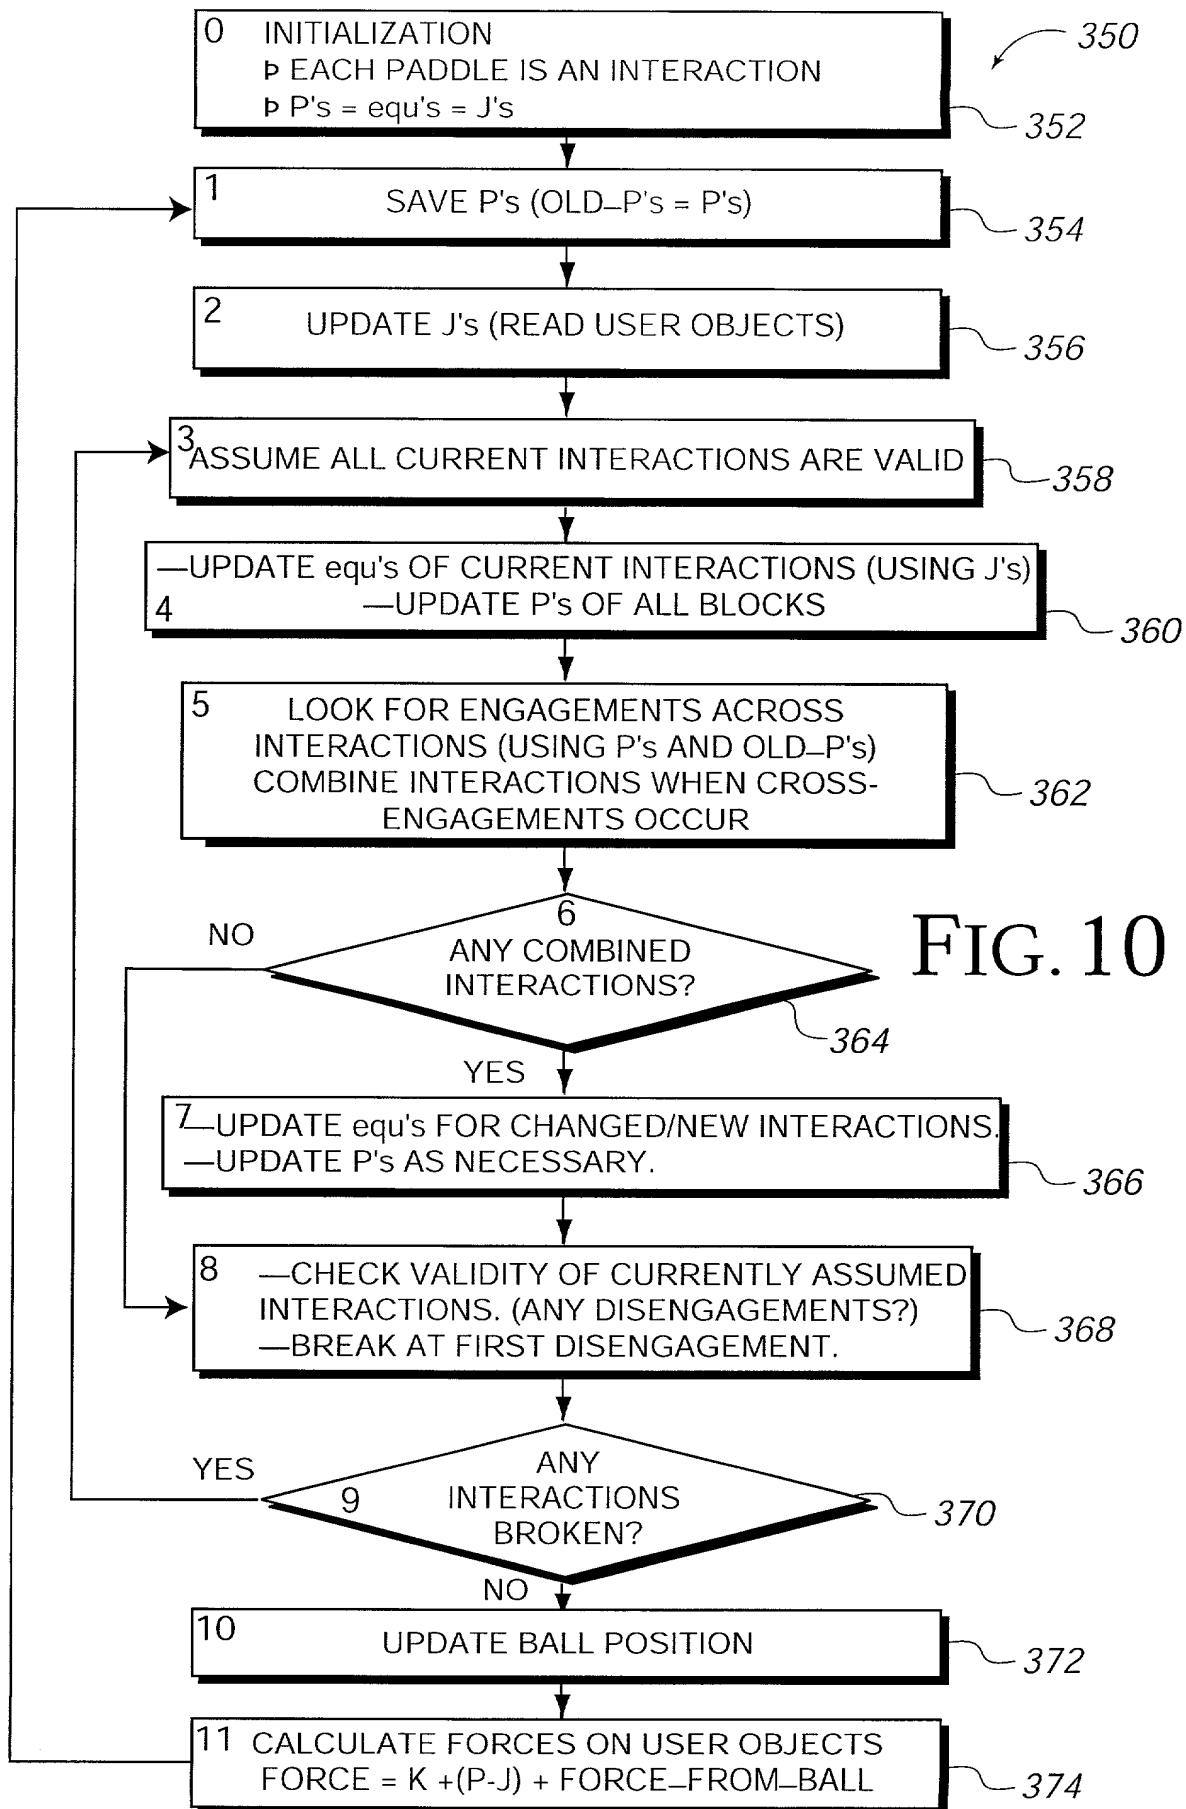 0 INITIALIZATION
Þ EACH PADDLE IS AN INTERACTION
Þ P's = equ's = J's
350
352
1
SAVE P's (OLD–P's = P's)
354
2
UPDATE J's (READ USER OBJECTS)
356
3
ASSUME ALL CURRENT INTERACTIONS ARE VALID
358
—UPDATE equ's OF CURRENT INTERACTIONS (USING J's)
4 —UPDATE P's OF ALL BLOCKS
360
5
LOOK FOR ENGAGEMENTS ACROSS
INTERACTIONS (USING P's AND OLD–P's)
COMBINE INTERACTIONS WHEN CROSS-
ENGAGEMENTS OCCUR
362
6
ANY COMBINED
INTERACTIONS?
NO
364
YES
FIG. 10
7
—UPDATE equ's FOR CHANGED/NEW INTERACTIONS.
—UPDATE P's AS NECESSARY.
366
8
—CHECK VALIDITY OF CURRENTLY ASSUMED
INTERACTIONS. (ANY DISENGAGEMENTS?)
—BREAK AT FIRST DISENGAGEMENT.
368
YES
9
ANY
INTERACTIONS
BROKEN?
370
NO
10
UPDATE BALL POSITION
372
11 CALCULATE FORCES ON USER OBJECTS
FORCE = K +(P-J) + FORCE–FROM–BALL
374